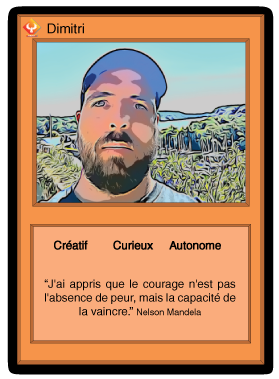 Dimitri
Créatif Curieux Autonome
“J'ai appris que le courage n'est pas
l'absence de peur, mais la capacité de
la vaincre.” Nelson Mandela